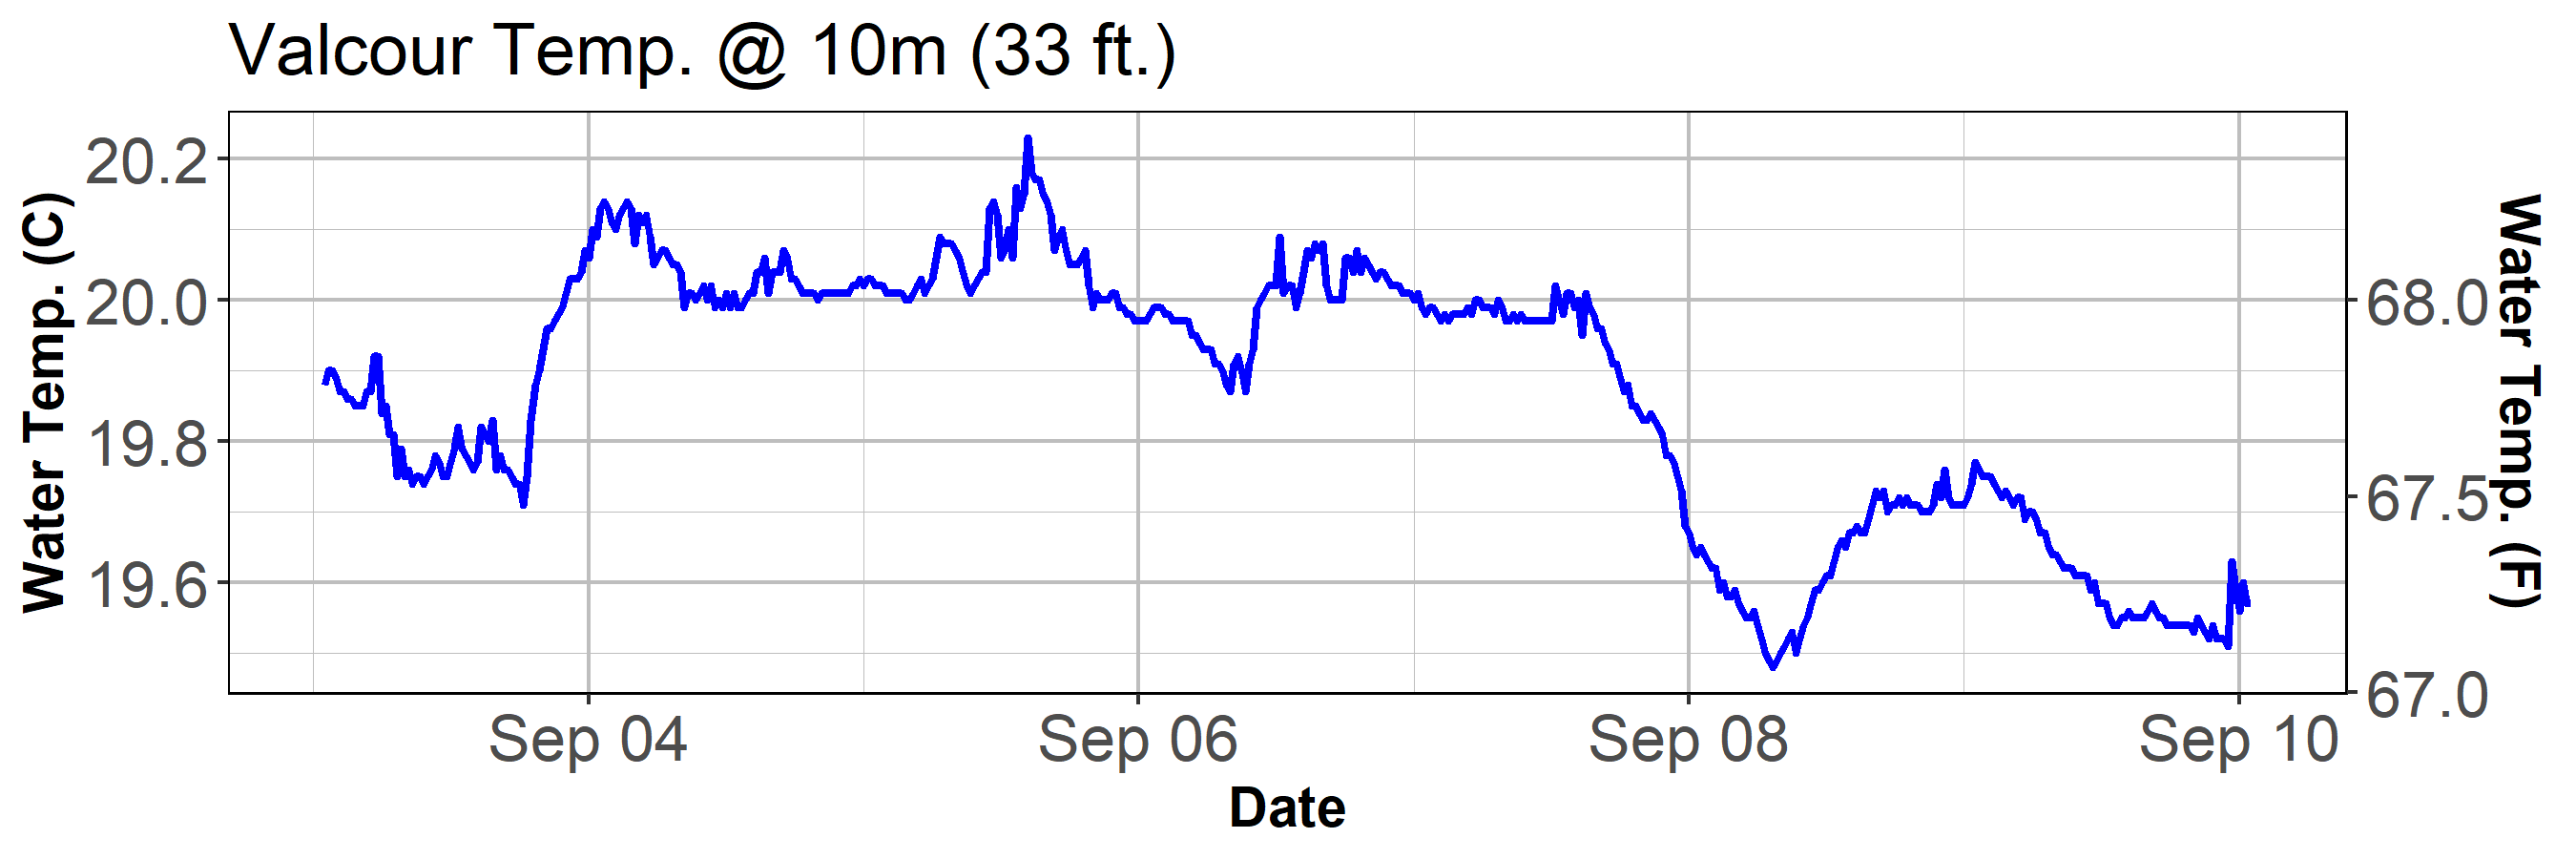 Valcour Temp. @ 10m (33 ft.)
Water Temp. (C)
20.2
20.0
19.8
19.6
68.0
67.5
67.0
Water Temp. (F)
Sep 04 Sep 06 Sep 08 Sep 10
Date